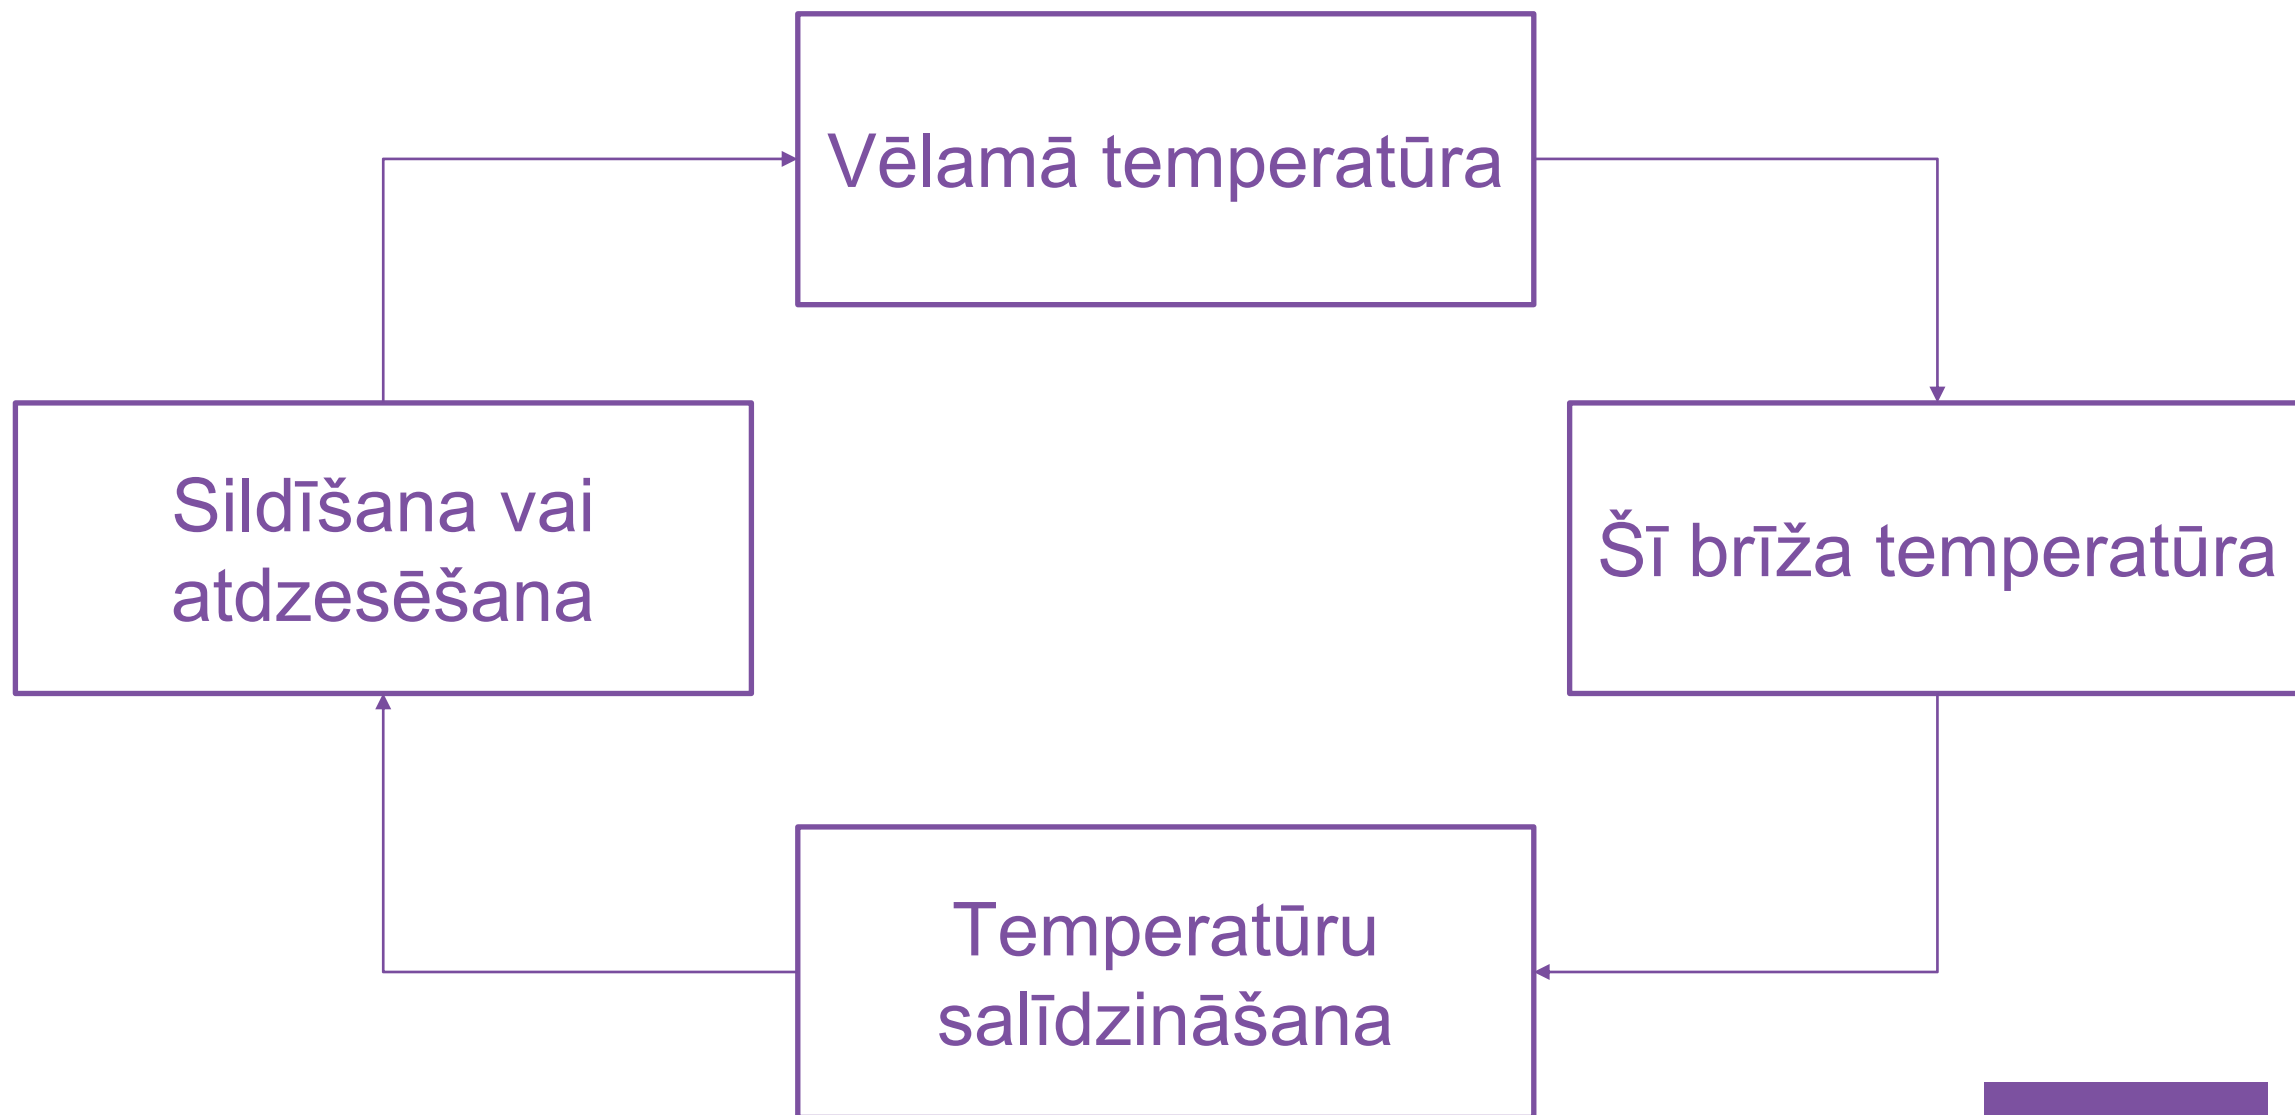 Vēlamā temperatūra
Sildīšana vai
atdzesēšana
Šī brīža temperatūra
Temperatūru
salīdzināšana